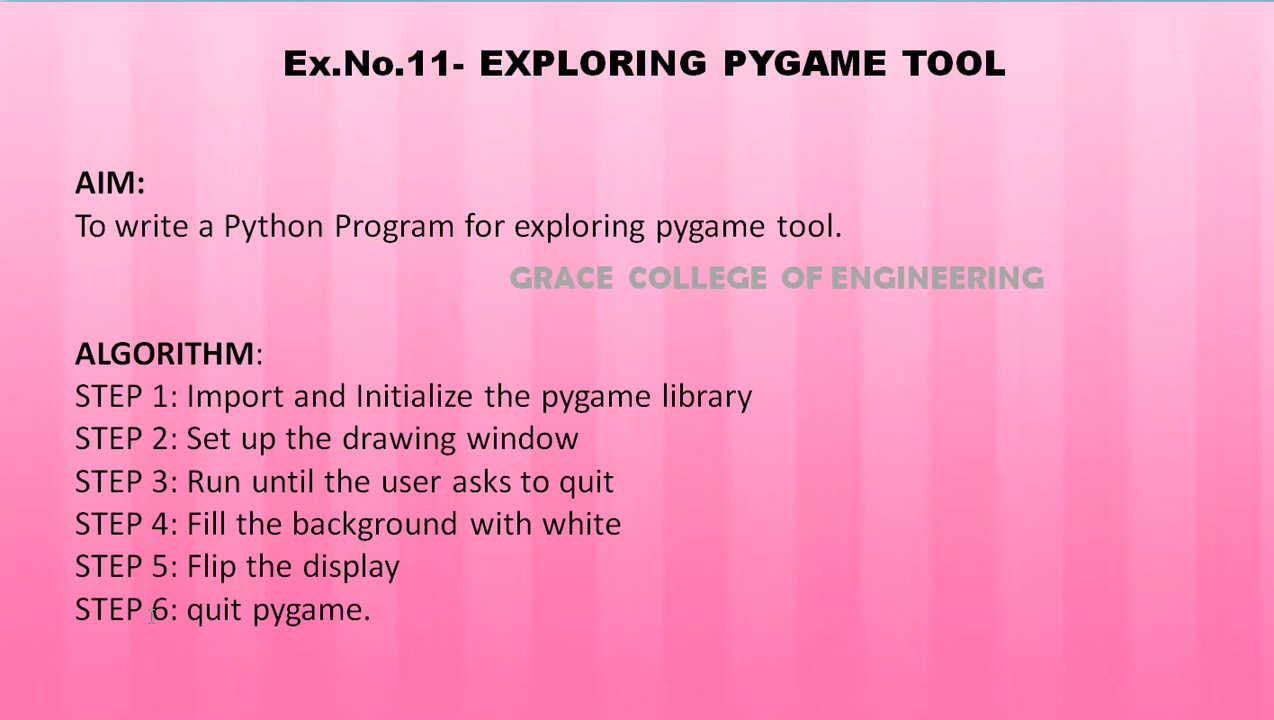 Ex.No.11- EXPLORING PYGAME TOOL
AIM:
To write a Python Program for exploring pygame tool.
GRACE COLLEGE OF ENGINEERING
ALGORITHM:
STEP 1: Import and Initialize the pygame library
STEP 2: Set up the drawing window
STEP 3: Run until the user asks to quit
STEP 4: Fill the background with white
STEP 5: Flip the display
STEP 6: quit pygame.